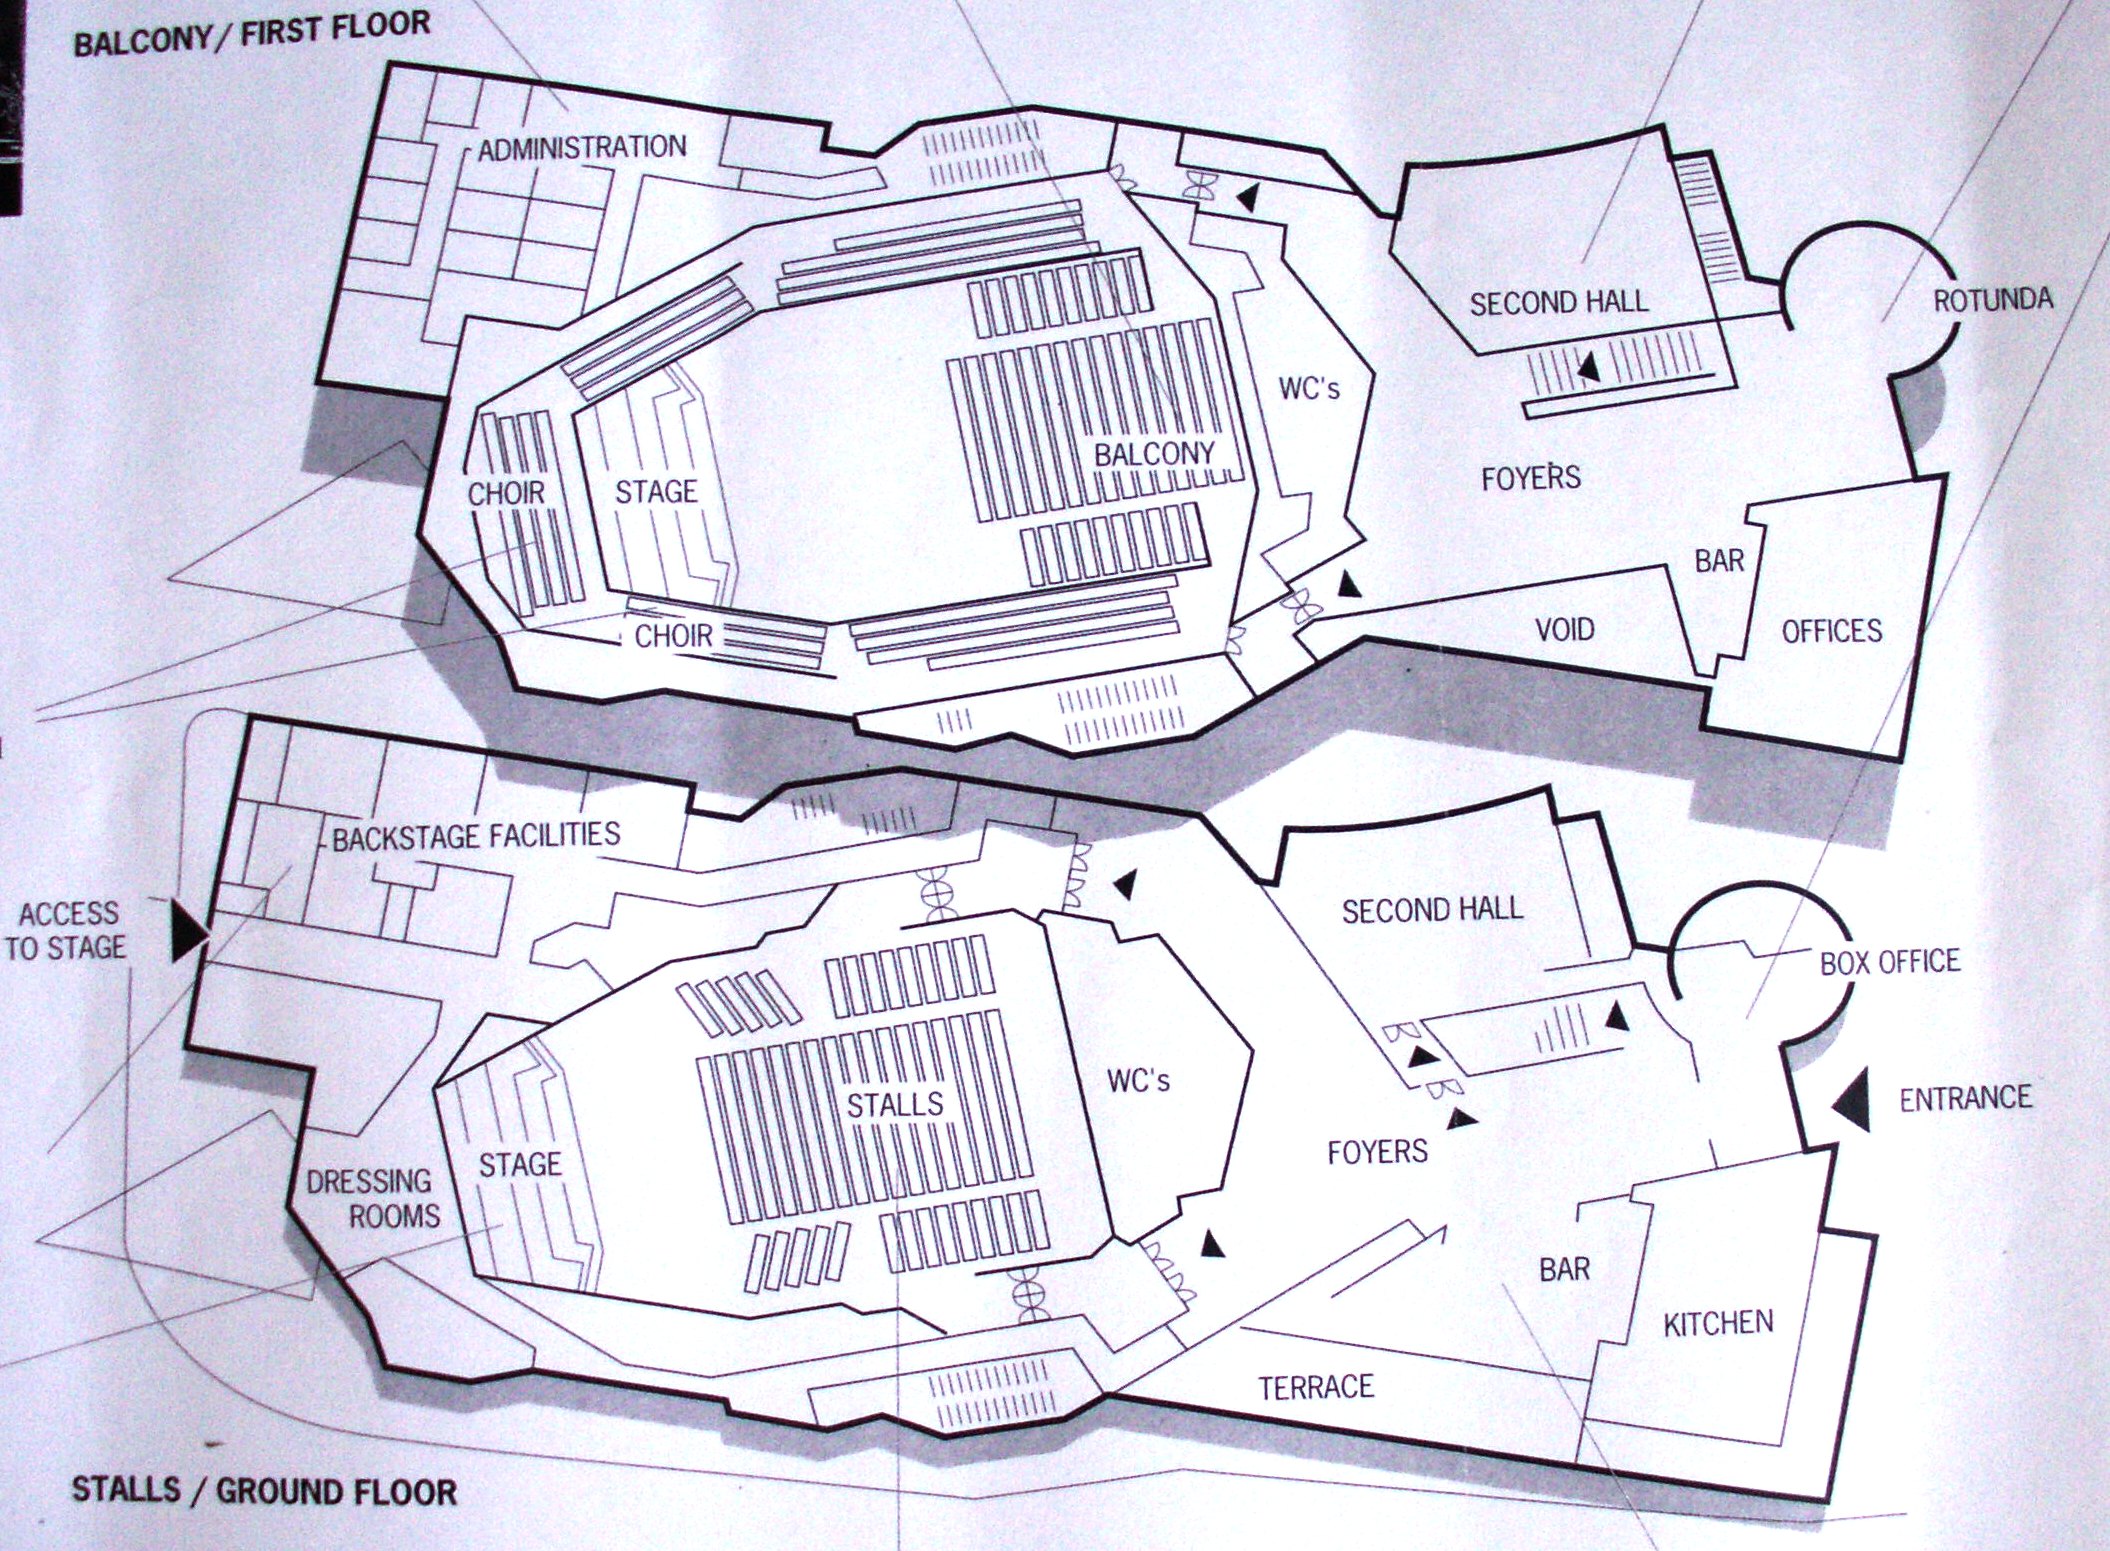 BALCONY/ FIRST FLOOR
ADMINISTRATION
SECOND HALL
ROTUNDA
WC's
BALCONY
FOYERS
CHOIR
STAGE
BAR
CHOIR
VOID
OFFICES
BACKSTAGE FACILITIES
ACCESS
TO STAGE
SECOND HALL
BOX OFFICE
WC's
STALLS
ENTRANCE
FOYERS
STAGE
DRESSING
ROOMS
BAR
KITCHEN
TERRACE
STALLS / GROUND FLOOR